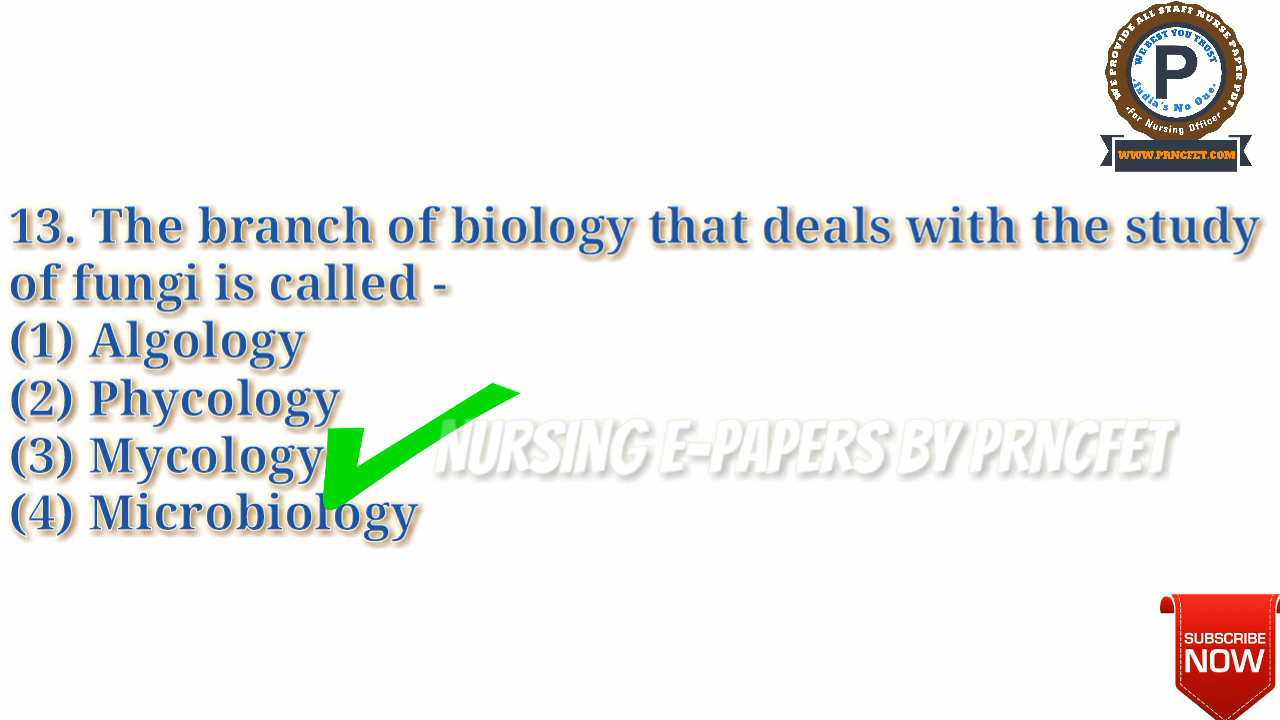 WE PROVIDE ALL STAFF NURSE PAPER PDF
WE BEST YOU TRUST
P
India's No One
For Nursing Officer
WWW.PRNCFET.COM
13. The branch of biology that deals with the study
of fungi is called -
(1) Algology
(2) Phycology
(3) Mycology
NURSING E-PAPERS BY PRNCFET
(4) Microbiology
SUBSCRIBE
NOW